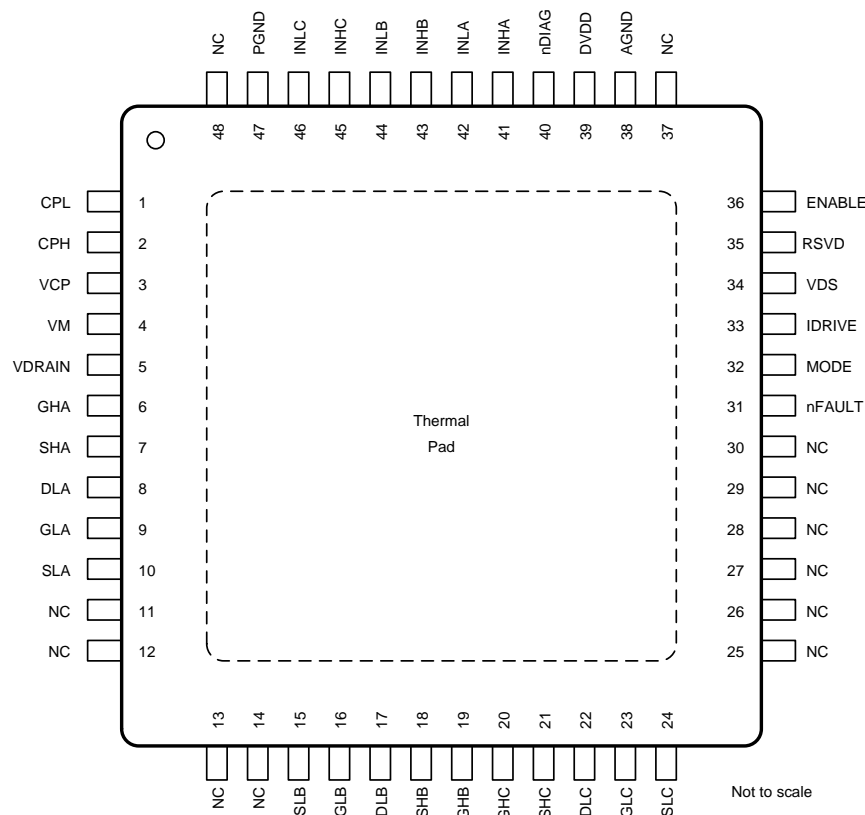 NC PGND INLC INHC INLB INHB INLA INHA nDIAG DVDD AGND NC
48 47 46 45 44 43 42 41 40 39 38 37
CPL 1 36 ENABLE
CPH 2 35 RSVD
VCP 3 34 VDS
VM 4 33 IDRIVE
VDRAIN 5 32 MODE
GHA 6 31 nFAULT
Thermal
Pad
SHA 7 30 NC
DLA 8 29 NC
GLA 9 28 NC
SLA 10 27 NC
NC 11 26 NC
NC 12 25 NC
13 14 15 16 17 18 19 20 21 22 23 24
NC NC SLB GLB DLB SHB GHB GHC SHC DLC GLC SLC
Not to scale